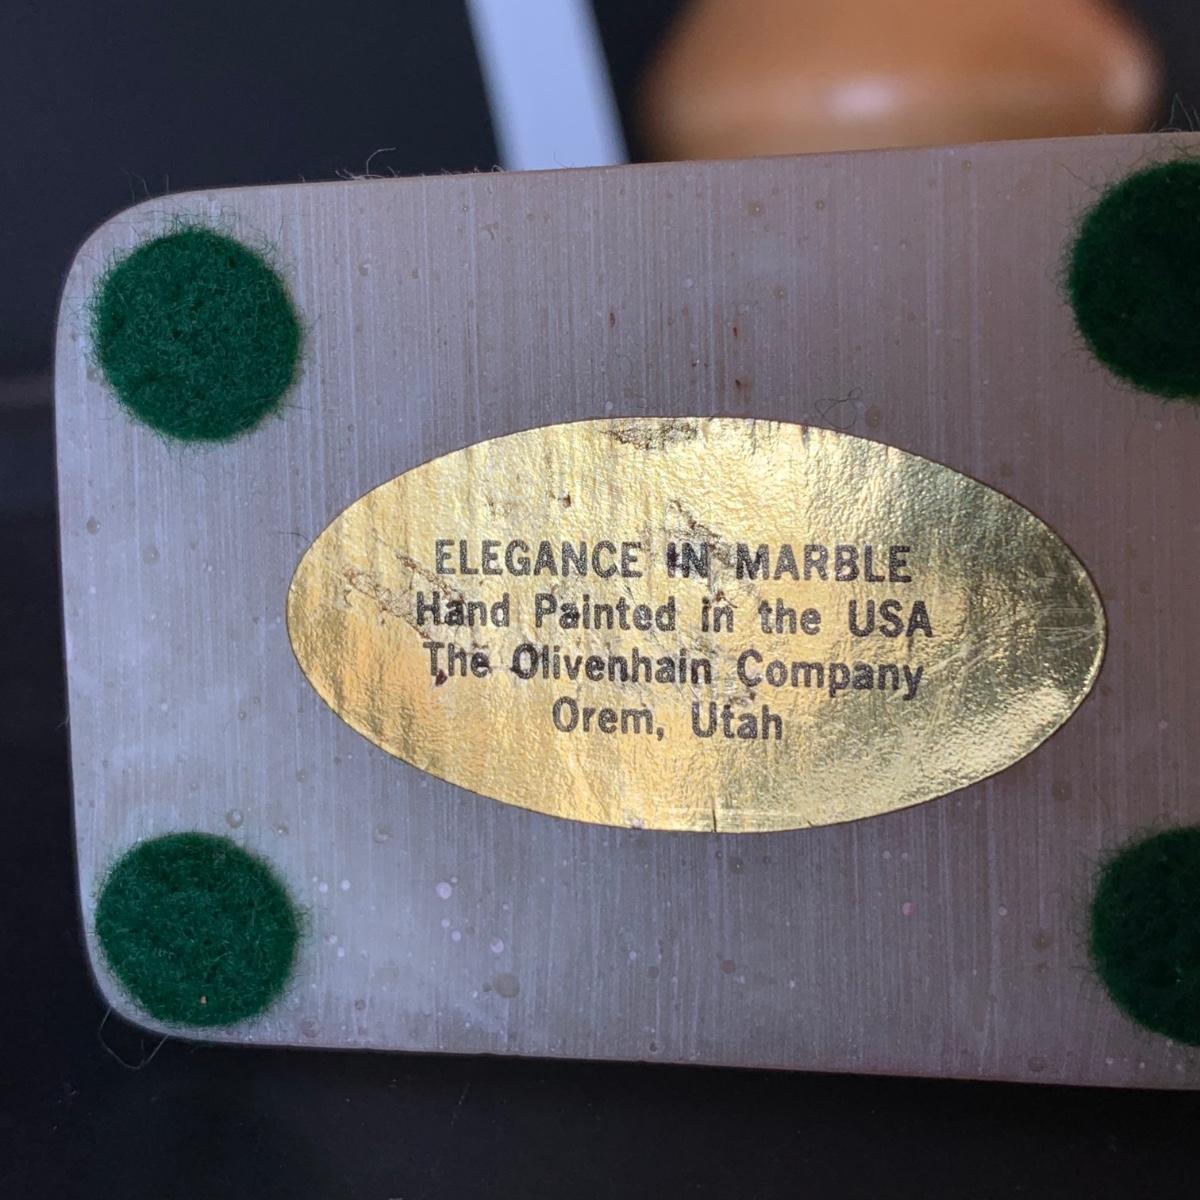 ELEGANCE IN MARBLE
Hand Painted in the USA
The Olivenhain Company
Orem, Utah